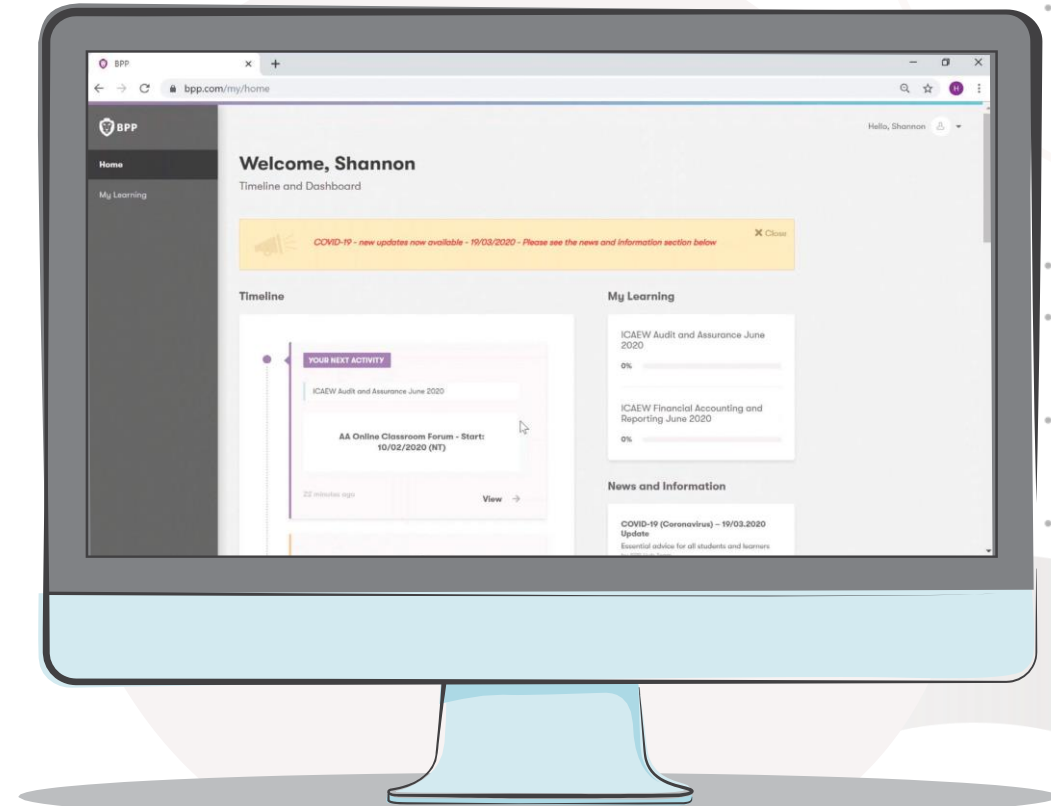 BPP
bpp.com/my/home
H
BPP
Hello, Shannon
Home
My Learning
Welcome, Shannon
Timeline and Dashboard
COVID-19 - new updates now available - 19/03/2020 - Please see the news and information section below
Close
Timeline
YOUR NEXT ACTIVITY
ICAEW Audit and Assurance June 2020
AA Online Classroom Forum - Start:
10/02/2020 (NT)
22 minutes ago
View
My Learning
ICAEW Audit and Assurance June
2020
0%
ICAEW Financial Accounting and
Reporting June 2020
0%
News and Information
COVID-19 (Coronavirus) – 19/03.2020
Update
Essential advice for all students and learners